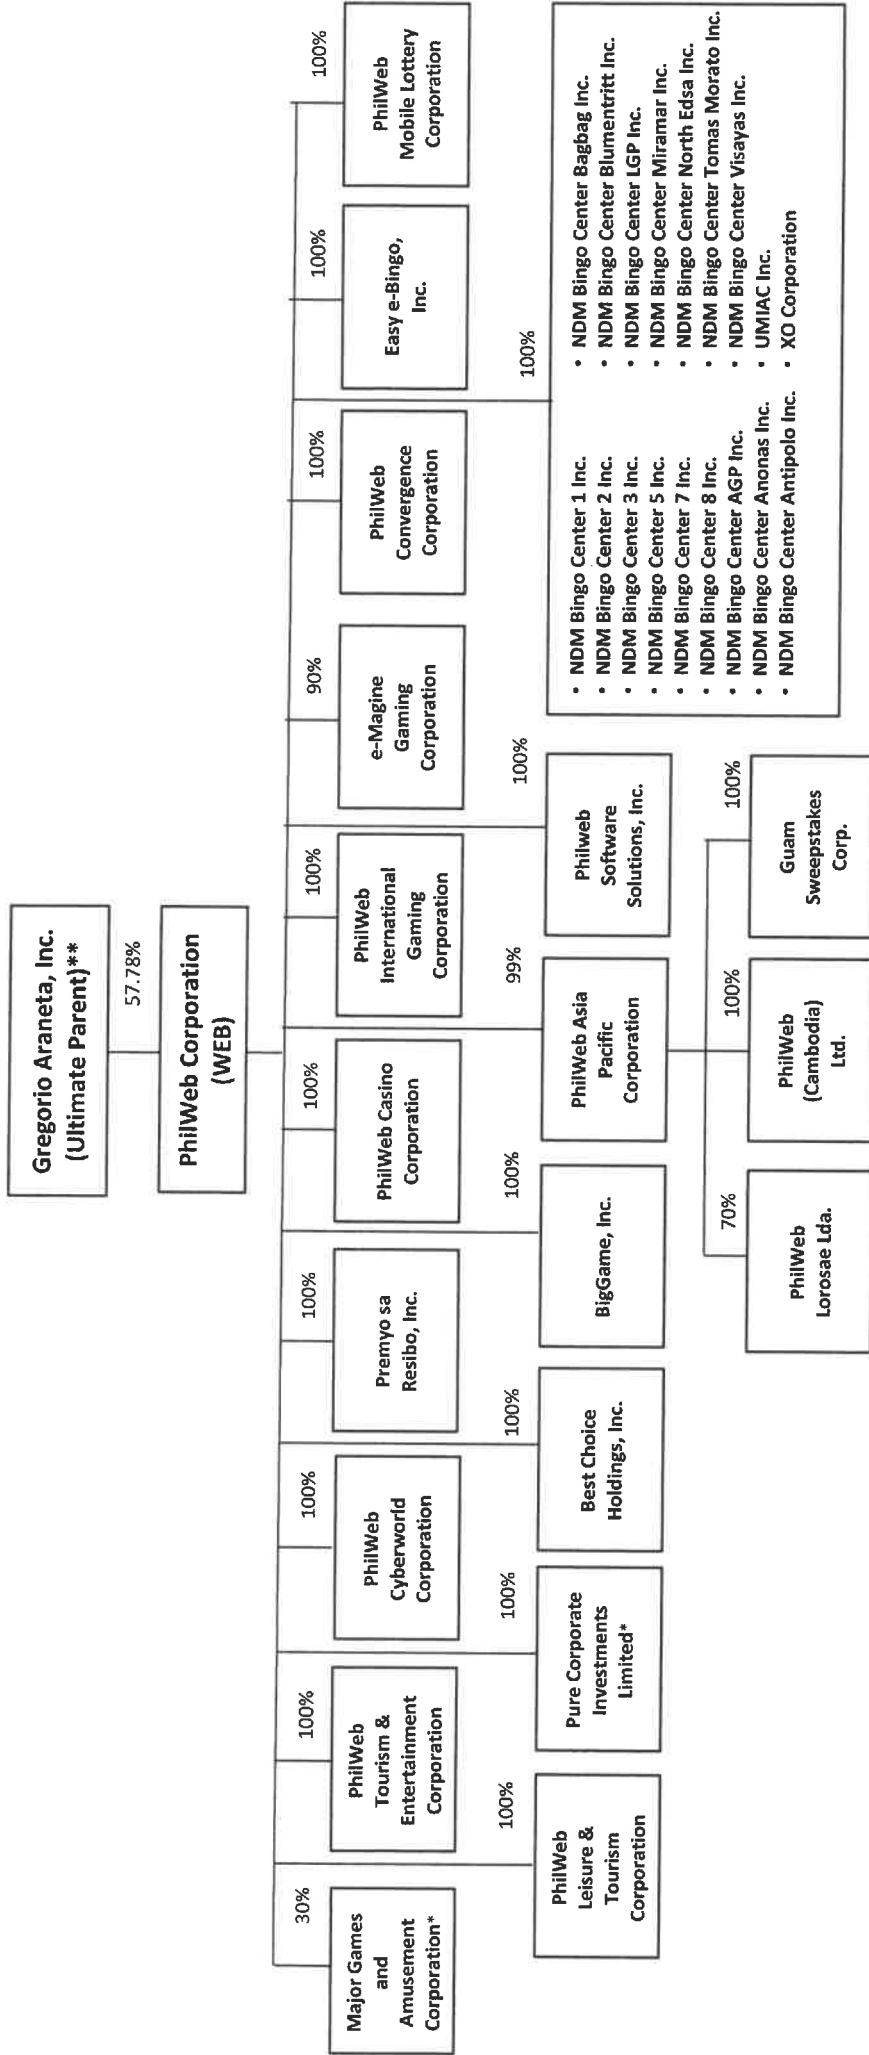 Gregorio Araneta, Inc.
(Ultimate Parent)**
57.78%
PhilWeb Corporation
(WEB)
30%
Major Games
and
Amusement
Corporation*
100%
PhilWeb
Tourism &
Entertainment
Corporation
100%
PhilWeb
Cyberworld
Corporation
100%
Premyo sa
Resibo, Inc.
100%
PhilWeb Casino
Corporation
100%
PhilWeb
International
Gaming
Corporation
90%
e-Magine
Gaming
Corporation
100%
PhilWeb
Convergence
Corporation
100%
Easy e-Bingo,
Inc.
100%
PhilWeb
Mobile Lottery
Corporation
100%
PhilWeb
Leisure &
Tourism
Corporation
100%
Pure Corporate
Investments
Limited*
100%
Best Choice
Holdings, Inc.
100%
BigGame, Inc.
99%
PhilWeb Asia
Pacific
Corporation
100%
Philweb
Software
Solutions, Inc.
100%
• NDM Bingo Center 1 Inc.
• NDM Bingo Center 2 Inc.
• NDM Bingo Center 3 Inc.
• NDM Bingo Center 5 Inc.
• NDM Bingo Center 7 Inc.
• NDM Bingo Center 8 Inc.
• NDM Bingo Center AGP Inc.
• NDM Bingo Center Anonas Inc.
• NDM Bingo Center Antipolo Inc.
• NDM Bingo Center Bagbag Inc.
• NDM Bingo Center Blumentritt Inc.
• NDM Bingo Center LGP Inc.
• NDM Bingo Center Miramar Inc.
• NDM Bingo Center North Edsa Inc.
• NDM Bingo Center Tomas Morato Inc.
• NDM Bingo Center Visayas Inc.
• UMIAC Inc.
• XO Corporation
70%
PhilWeb
Lorosae Lda.
100%
PhilWeb
(Cambodia)
Ltd.
100%
Guam
Sweepstakes
Corp.